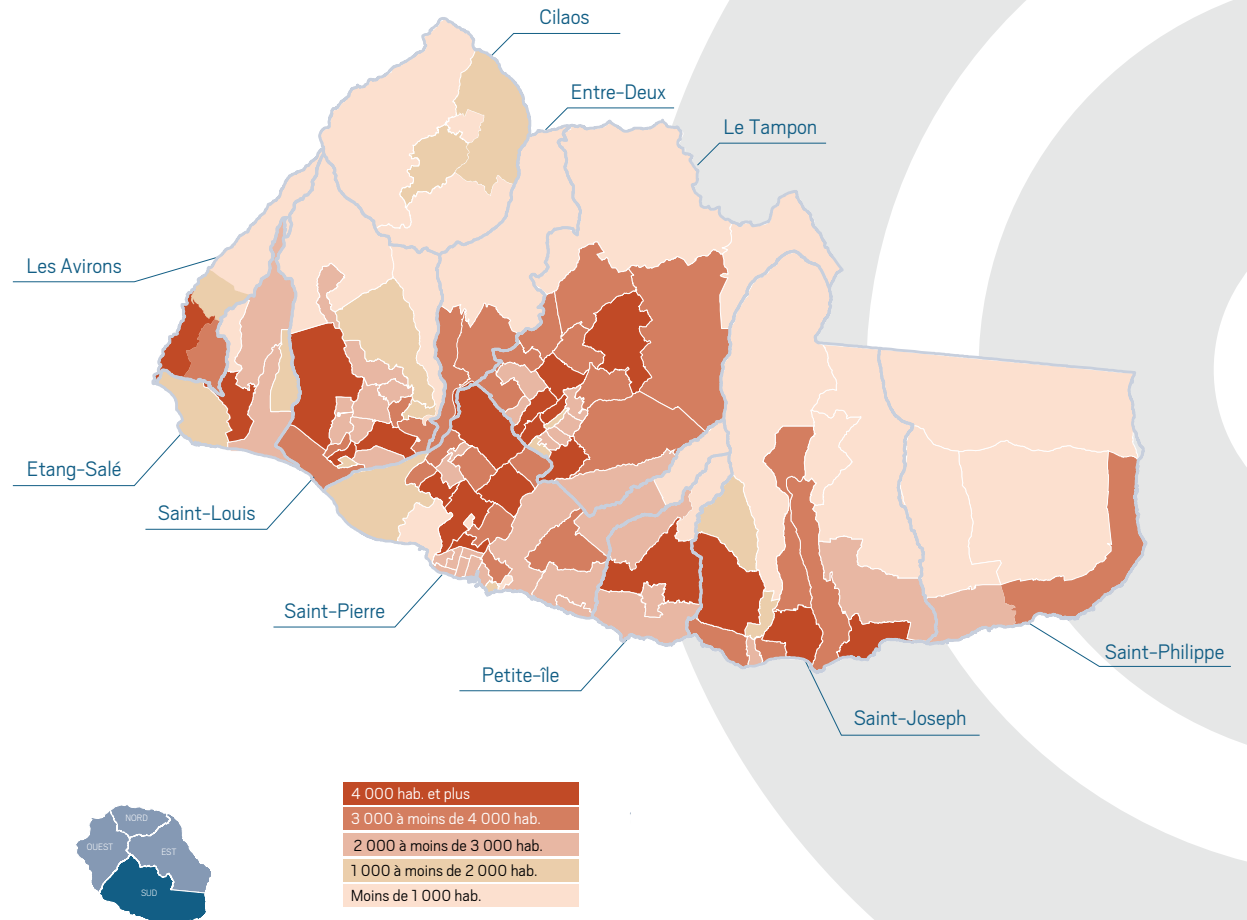 Cilaos
Entre-Deux
Le Tampon
Les Avirons
Etang-Salé
Saint-Louis
Saint-Pierre
Petite-île
Saint-Philippe
Saint-Joseph
4 000 hab. et plus
3 000 à moins de 4 000 hab.
2 000 à moins de 3 000 hab.
1 000 à moins de 2 000 hab.
Moins de 1 000 hab.
NORD
OUEST
EST
SUD